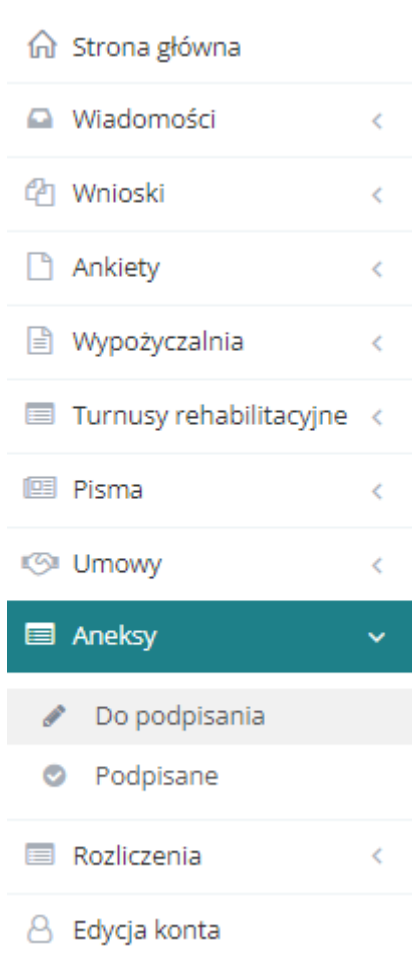 Strona główna
Wiadomości
Wnioski
Ankiety
Wypożyczalnia
Turnusy rehabilitacyjne
Pisma
Umowy
Aneksy
Do podpisania
Podpisane
Rozliczenia
Edycja konta